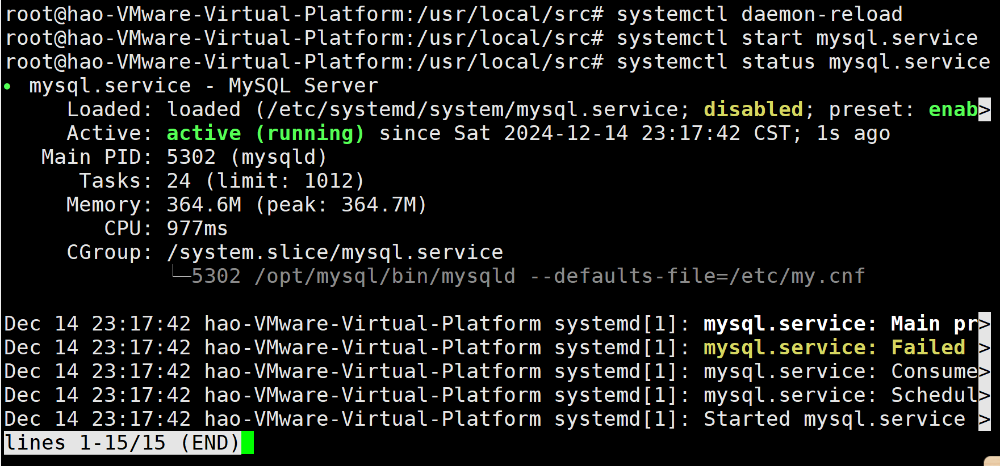 root@hao-VMware-Virtual-Platform:/usr/local/src# systemctl daemon-reload
root@hao-VMware-Virtual-Platform:/usr/local/src# systemctl start mysql.service
root@hao-VMware-Virtual-Platform:/usr/local/src# systemctl status mysql.service
● mysql.service - MySQL Server
     Loaded: loaded (/etc/systemd/system/mysql.service; disabled; preset: enab>
     Active: active (running) since Sat 2024-12-14 23:17:42 CST; 1s ago
   Main PID: 5302 (mysqld)
      Tasks: 24 (limit: 1012)
     Memory: 364.6M (peak: 364.7M)
        CPU: 977ms
     CGroup: /system.slice/mysql.service
             └─5302 /opt/mysql/bin/mysqld --defaults-file=/etc/my.cnf

Dec 14 23:17:42 hao-VMware-Virtual-Platform systemd[1]: mysql.service: Main pr>
Dec 14 23:17:42 hao-VMware-Virtual-Platform systemd[1]: mysql.service: Failed >
Dec 14 23:17:42 hao-VMware-Virtual-Platform systemd[1]: mysql.service: Consume>
Dec 14 23:17:42 hao-VMware-Virtual-Platform systemd[1]: mysql.service: Schedul>
Dec 14 23:17:42 hao-VMware-Virtual-Platform systemd[1]: Started mysql.service >
lines 1-15/15 (END)